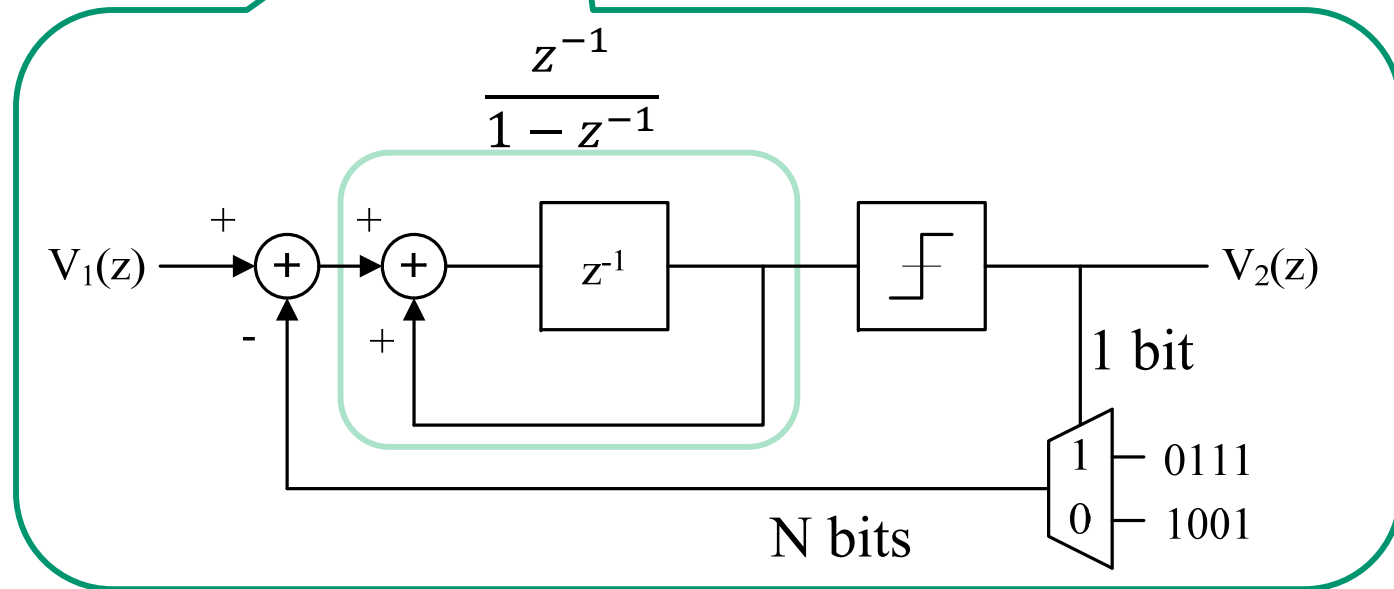 z⁻¹
1 − z⁻¹
+ + 
V₁(z) + + z⁻¹ V₂(z)
- +
1 bit
1 0111
0 1001
N bits